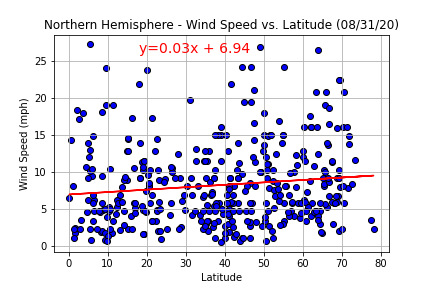 Northern Hemisphere - Wind Speed vs. Latitude (08/31/20)
y=0.03x + 6.94
25
20
15
10
5
0
Wind Speed (mph)
0 10 20 30 40 50 60 70 80
Latitude